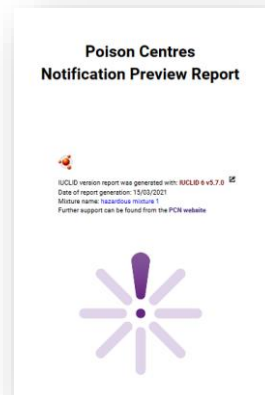 Poison Centres
Notification Preview Report
IUCLID version report was generated with: IUCLID 6 v5.7.0
Date of report generation: 15/03/2021
Mixture name: hazardous mixture 1
Further support can be found from the PCN website